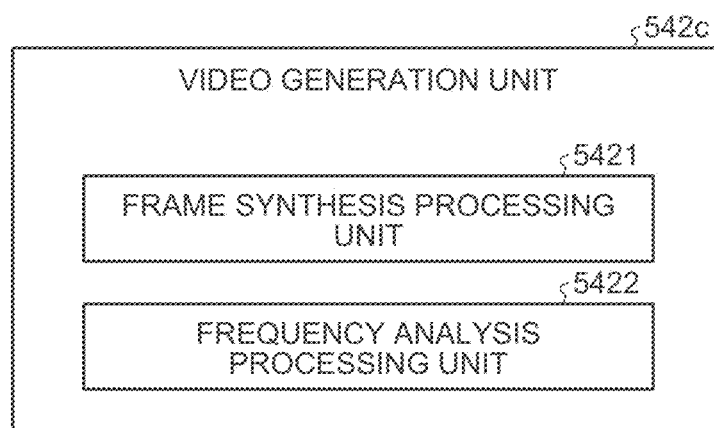 542c
VIDEO GENERATION UNIT
5421
FRAME SYNTHESIS PROCESSING
UNIT
5422
FREQUENCY ANALYSIS
PROCESSING UNIT